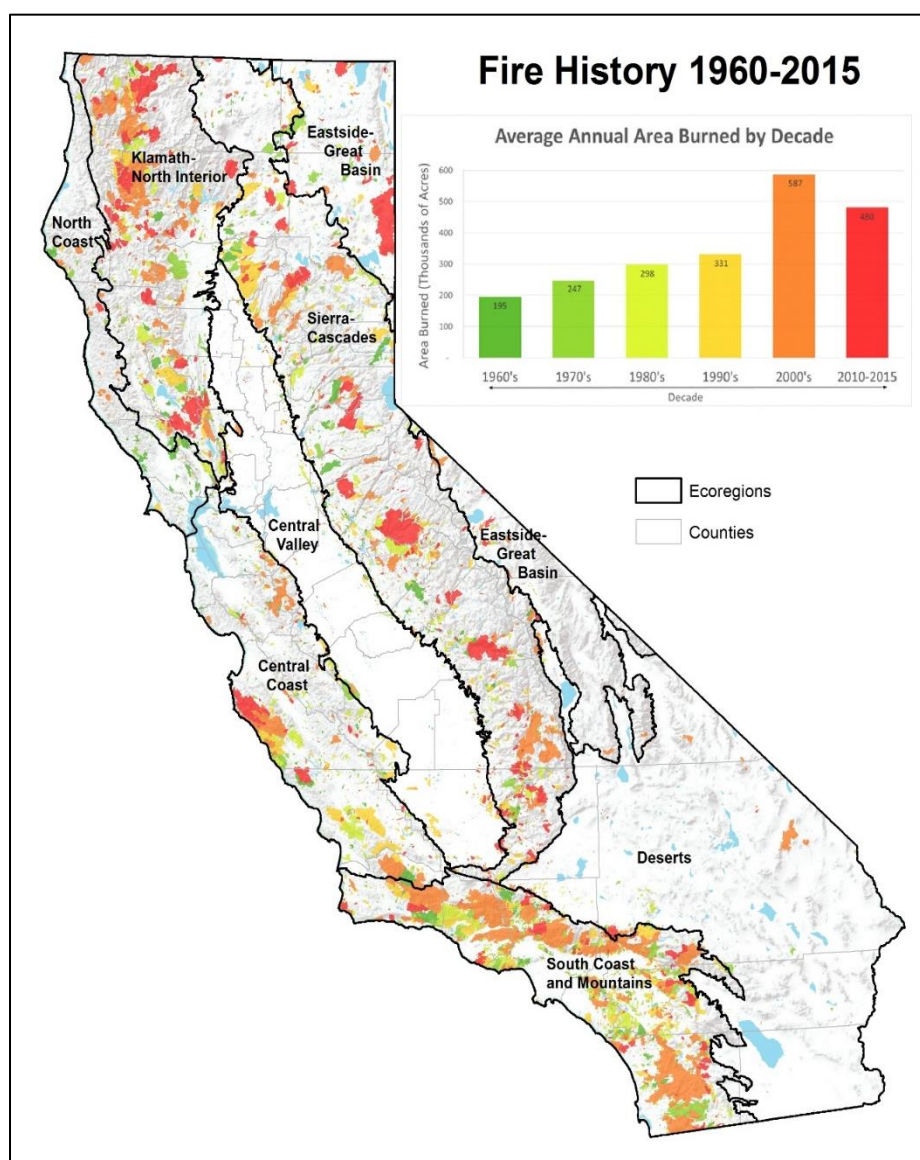 Fire History 1960-2015
Average Annual Area Burned by Decade
Area Burned (Thousands of Acres)
600
500
400
300
200
100
-
195
247
298
331
587
480
1960's
1970's
1980's
1990's
2000's
2010-2015
Decade
Ecoregions
Counties
Klamath-
North Interior
Eastside-
Great
Basin
North
Coast
Sierra-
Cascades
Central
Valley
Eastside-
Great
Basin
Central
Coast
Deserts
South Coast
and Mountains